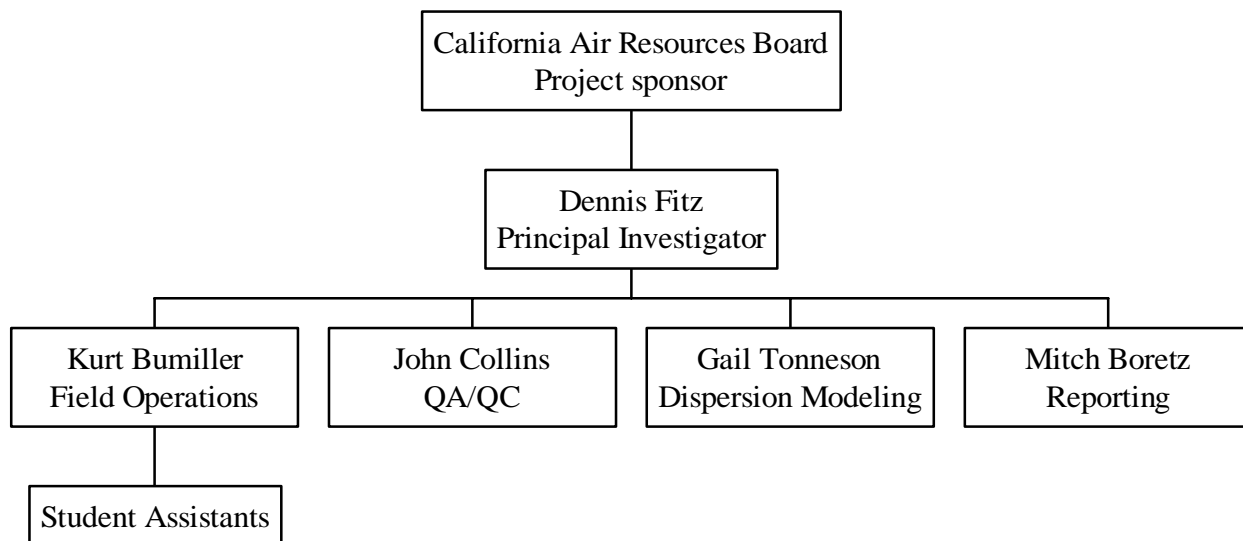 California Air Resources Board
Project sponsor
Dennis Fitz
Principal Investigator
Kurt Bumiller
Field Operations
John Collins
QA/QC
Gail Tonneson
Dispersion Modeling
Mitch Boretz
Reporting
Student Assistants